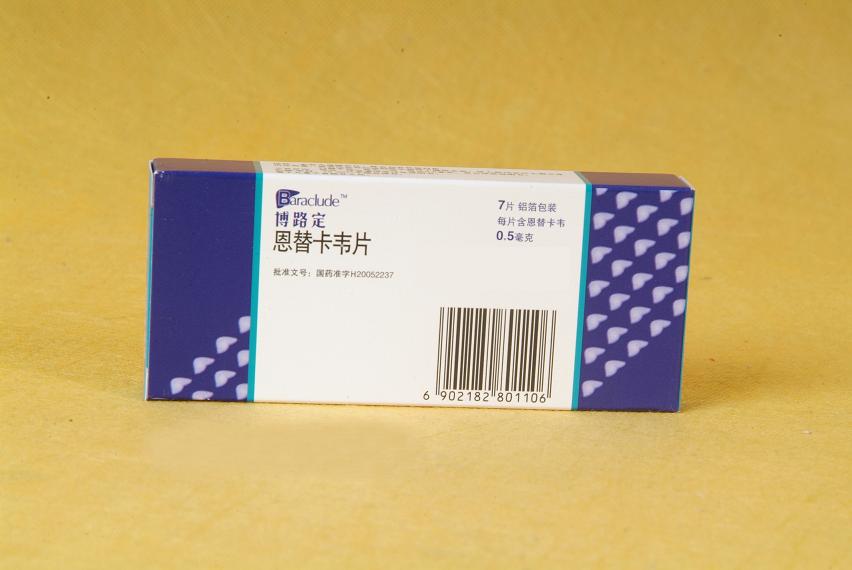 Baraclude™
博路定
恩替卡韦片
批准文号：国药准字H20052237
7片 铝箔包装
每片含恩替卡韦
0.5毫克
6 902182 801106